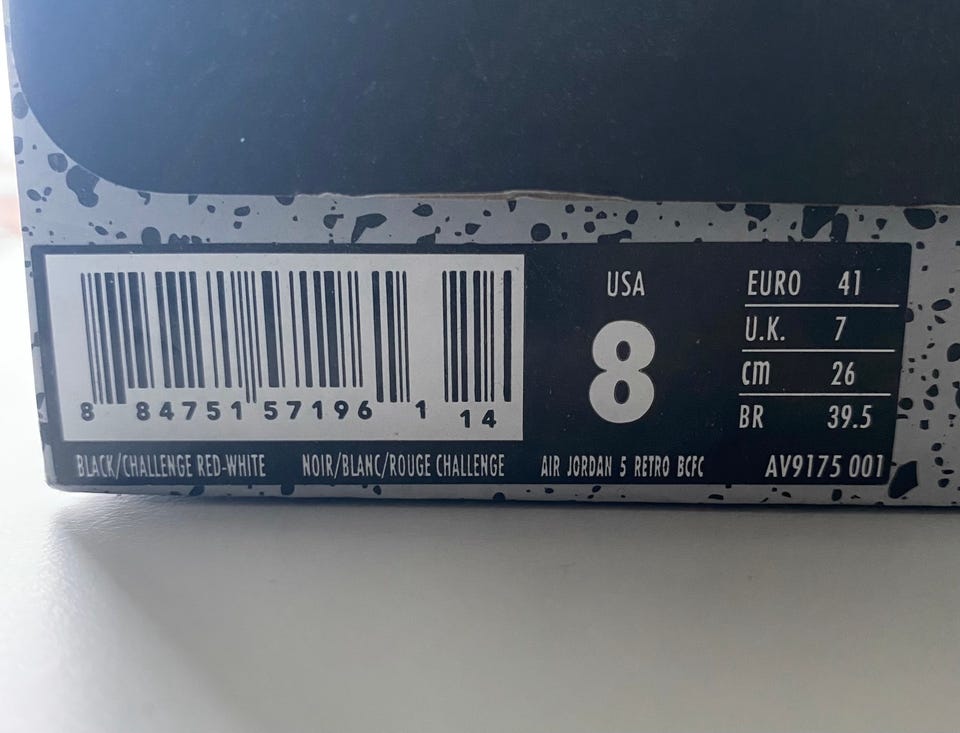 8 84751 57196 1 14
BLACK/CHALLENGE RED-WHITE NOIR/BLANC/ROUGE CHALLENGE
USA
8
EURO 41
U.K. 7
cm 26
BR 39.5
AIR JORDAN 5 RETRO BCFC AV9175 001